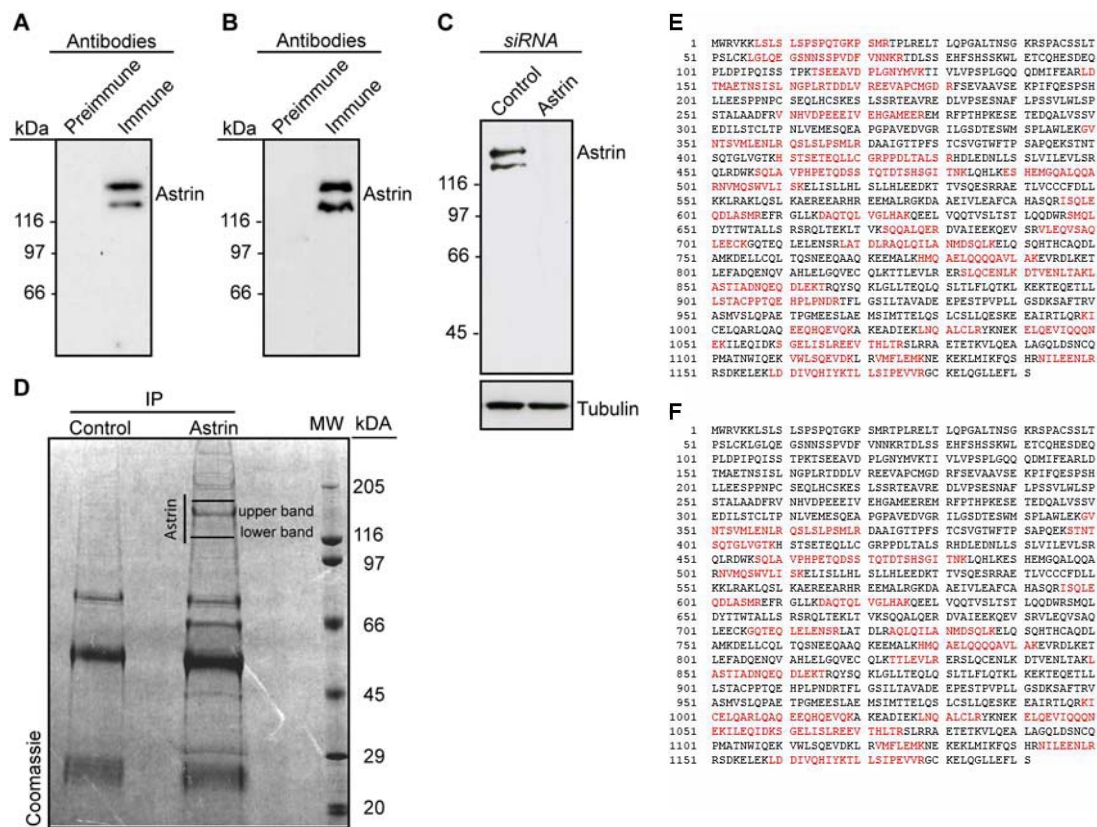 A
Antibodies
Preimmune
Immune
kDa
Astrin
116
97
66
B
Antibodies
Preimmune
Immune
kDa
Astrin
116
97
66
C
siRNA
Control
Astrin
Astrin
116
97
66
45
Tubulin
D
IP
Control
Astrin
MW
kDA
Astrin
upper band
lower band
205
116
97
66
45
29
20
Coomassie
E
1 MWRVKKLSLS LSPSPQTGKP SMRTPLRELT LQPGALTNSG KRSPACSSLT
51 PSLCKLGLQEG SNNSSPVDF VNNKRTDLSS EHFSHSSKWL ETCQHESDEQ
101 PLDPIPQISS TPKTSEEAVD PLGNYMVKTI VLVPSPLGQQ QDMIFEARLD
151 TMAETNSISL NGPLRTDDLV REEVAPCMGD RFSEVAAVSE KPIFQESPSH
201 LLEESPPNPC SEQLHCSKES LSSRTEAVRE DLVPSESNAF LPSSVLWLSP
251 STALAADFRV NHVDPEEEIV EHGAMEEREM RFPTHPKESE TEDQALVSSV
301 EDILSTCLTP NLVEMESQEA PGPAVEDVGR ILGSDTESWM SPLAWLEKGV
351 NTSVMLENLR QSLSLPSMLR DAAIGTTPFS TCSVGTWFTP SAPQEKSTNT
401 SQTGLVGTKH STSETEQLLC GRPPDLTALS RHDLEDNLLS SLVILEVLSR
451 QLRDWKSQLA VPHPETQDSS TQTDTSHSGI TNKLQHLKES HEMGQALQQA
501 RNVMQSWVLI SKELISLLHL SLLHLEEDKT TVSQESRRAE TLVCCCFDLL
551 KKLRAKLQSL KAEREEARHR EEMALRGKDA AEIVLEAFCA HASQRISQLE
601 QDLASMREFR GLLKDAQTQL VGLHAKQEEL VQQTVSLTST LQQDWRSMQL
651 DYTTWTALLS RSRQLTEKLT VKSQQALQER DVAIEEKQEV SRVLEQVSAQ
701 LEECKGQTEQ LELENSRLAT DLRAQLQILA NMDSQLKELQ SQHTHCAQDL
751 AMKDELLCQL TQSNEEQAAQ KEEMALKHMQ AELQQQQAVL AKEVRDLKET
801 LEFADQENQV AHLELGQVEC QLKTTLEVLR ERSLQCENLK DTVENLTAKL
851 ASTIADNQEQ DLEKTRQYSQ KLGLLTEQLQ SLTLFLQTKL KEKTEQETLL
901 LSTACPPTQE HPLPNDRTFL GSILTAVADE EPESTPVPLL GSDKSAFTRV
951 ASMVSLQPAE TPGMEESLAE MSIMTTELQS LCSLLQESKE EAIRTLQRKI
1001 CELQARLQAQ EEQHQEVQKA KEADIEKLNQ ALCLRYKNEK ELQEVIQQQN
1051 EKILEQIDKS GELISLREEV THLTRSLRRA ETETKVLQEA LAGQLDSNCQ
1101 PMATNWIQEK VWLSQEVDKL RVMFLEMKNE KEKLMIKFQS HRNILEENLR
1151 RSDKELEKLD DIVQHIYKTL LSIPEVVRGC KELQGLLEFL S
F
1 MWRVKKLSLS LSPSPQTGKP SMRTPLRELT LQPGALTNSG KRSPACSSLT
51 PSLCKLGLQEG SNNSSPVDF VNNKRTDLSS EHFSHSSKWL ETCQHESDEQ
101 PLDPIPQISS TPKTSEEAVD PLGNYMVKTI VLVPSPLGQQ QDMIFEARLD
151 TMAETNSISL NGPLRTDDLV REEVAPCMGD RFSEVAAVSE KPIFQESPSH
201 LLEESPPNPC SEQLHCSKES LSSRTEAVRE DLVPSESNAF LPSSVLWLSP
251 STALAADFRV NHVDPEEEIV EHGAMEEREM RFPTHPKESE TEDQALVSSV
301 EDILSTCLTP NLVEMESQEA PGPAVEDVGR ILGSDTESWM SPLAWLEKGV
351 NTSVMLENLR QSLSLPSMLR DAAIGTTPFS TCSVGTWFTP SAPQEKSTNT
401 SQTGLVGTKH STSETEQLLC GRPPDLTALS RHDLEDNLLS SLVILEVLSR
451 QLRDWKSQLA VPHPETQDSS TQTDTSHSGI TNKLQHLKES HEMGQALQQA
501 RNVMQSWVLI SKELISLLHL SLLHLEEDKT TVSQESRRAE TLVCCCFDLL
551 KKLRAKLQSL KAEREEARHR EEMALRGKDA AEIVLEAFCA HASQRISQLE
601 QDLASMREFR GLLKDAQTQL VGLHAKQEEL VQQTVSLTST LQQDWRSMQL
651 DYTTWTALLS RSRQLTEKLT VKSQQALQER DVAIEEKQEV SRVLEQVSAQ
701 LEECKGQTEQ LELENSRLAT DLRAQLQILA NMDSQLKELQ SQHTHCAQDL
751 AMKDELLCQL TQSNEEQAAQ KEEMALKHMQ AELQQQQAVL AKEVRDLKET
801 LEFADQENQV AHLELGQVEC QLKTTLEVLR ERSLQCENLK DTVENLTAKL
851 ASTIADNQEQ DLEKTRQYSQ KLGLLTEQLQ SLTLFLQTKL KEKTEQETLL
901 LSTACPPTQE HPLPNDRTFL GSILTAVADE EPESTPVPLL GSDKSAFTRV
951 ASMVSLQPAE TPGMEESLAE MSIMTTELQS LCSLLQESKE EAIRTLQRKI
1001 CELQARLQAQ EEQHQEVQKA KEADIEKLNQ ALCLRYKNEK ELQEVIQQQN
1051 EKILEQIDKS GELISLREEV THLTRSLRRA ETETKVLQEA LAGQLDSNCQ
1101 PMATNWIQEK VWLSQEVDKL RVMFLEMKNE KEKLMIKFQS HRNILEENLR
1151 RSDKELEKLD DIVQHIYKTL LSIPEVVRGC KELQGLLEFL S